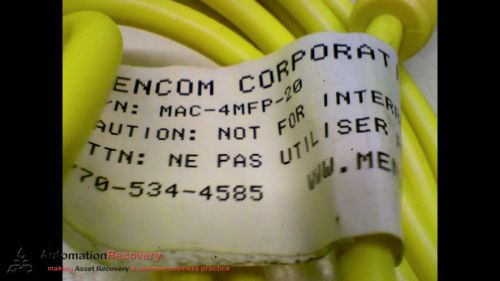 ENCOM CORPORATI
N: MAC-4MFP-20
AUTION: NOT FOR INTERR
TTN: NE PAS UTILISER
770-534-4585
WWW.MEN
AutomationRecovery
making Asset Recovery a common business practice